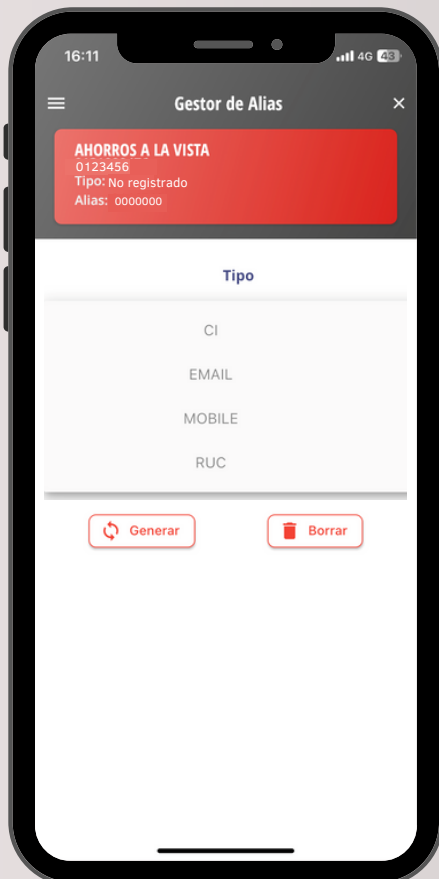 16:11
4G 43
Gestor de Alias
AHORROS A LA VISTA
0123456
Tipo: No registrado
Alias: 0000000
Tipo
CI
EMAIL
MOBILE
RUC
Generar
Borrar